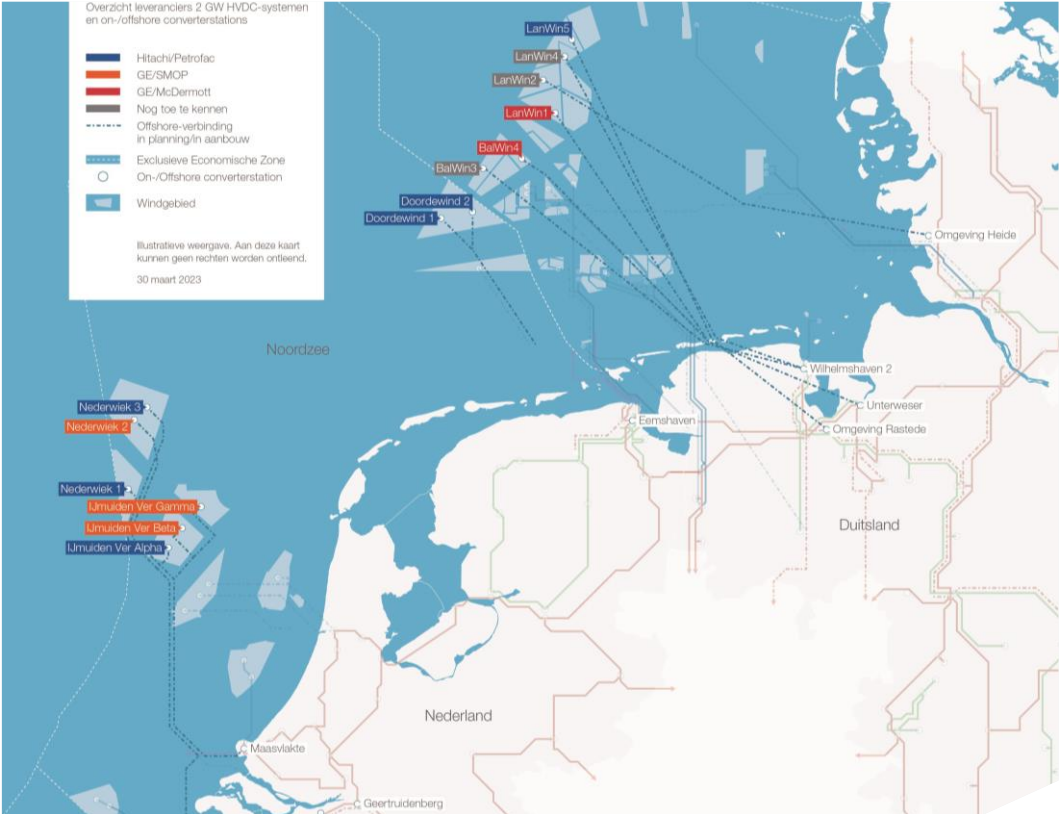 Overzicht leveranciers 2 GW HVDC-systemen
en on-/offshore converterstations
Hitachi/Petrofac
GE/SMOP
GE/McDermott
Nog toe te kennen
Offshore-verbinding
in planning/in aanbouw
Exclusieve Economische Zone
On-/Offshore converterstation
Windgebied
Illustratieve weergave. Aan deze kaart
kunnen geen rechten worden ontleend.
30 maart 2023
LanWin5
LanWin4
LanWin2
LanWin1
BalWin4
BalWin3
Doordewind 2
Doordewind 1
Omgeving Heide
Noordzee
Wilhelmshaven 2
Nederwiek 3
Unterweser
Nederwiek 2
Eemshaven
Omgeving Rastede
Nederwiek 1
IJmuiden Ver Gamma
IJmuiden Ver Beta
Duitsland
IJmuiden Ver Alpha
Nederland
Maasvlakte
Geertruidenberg